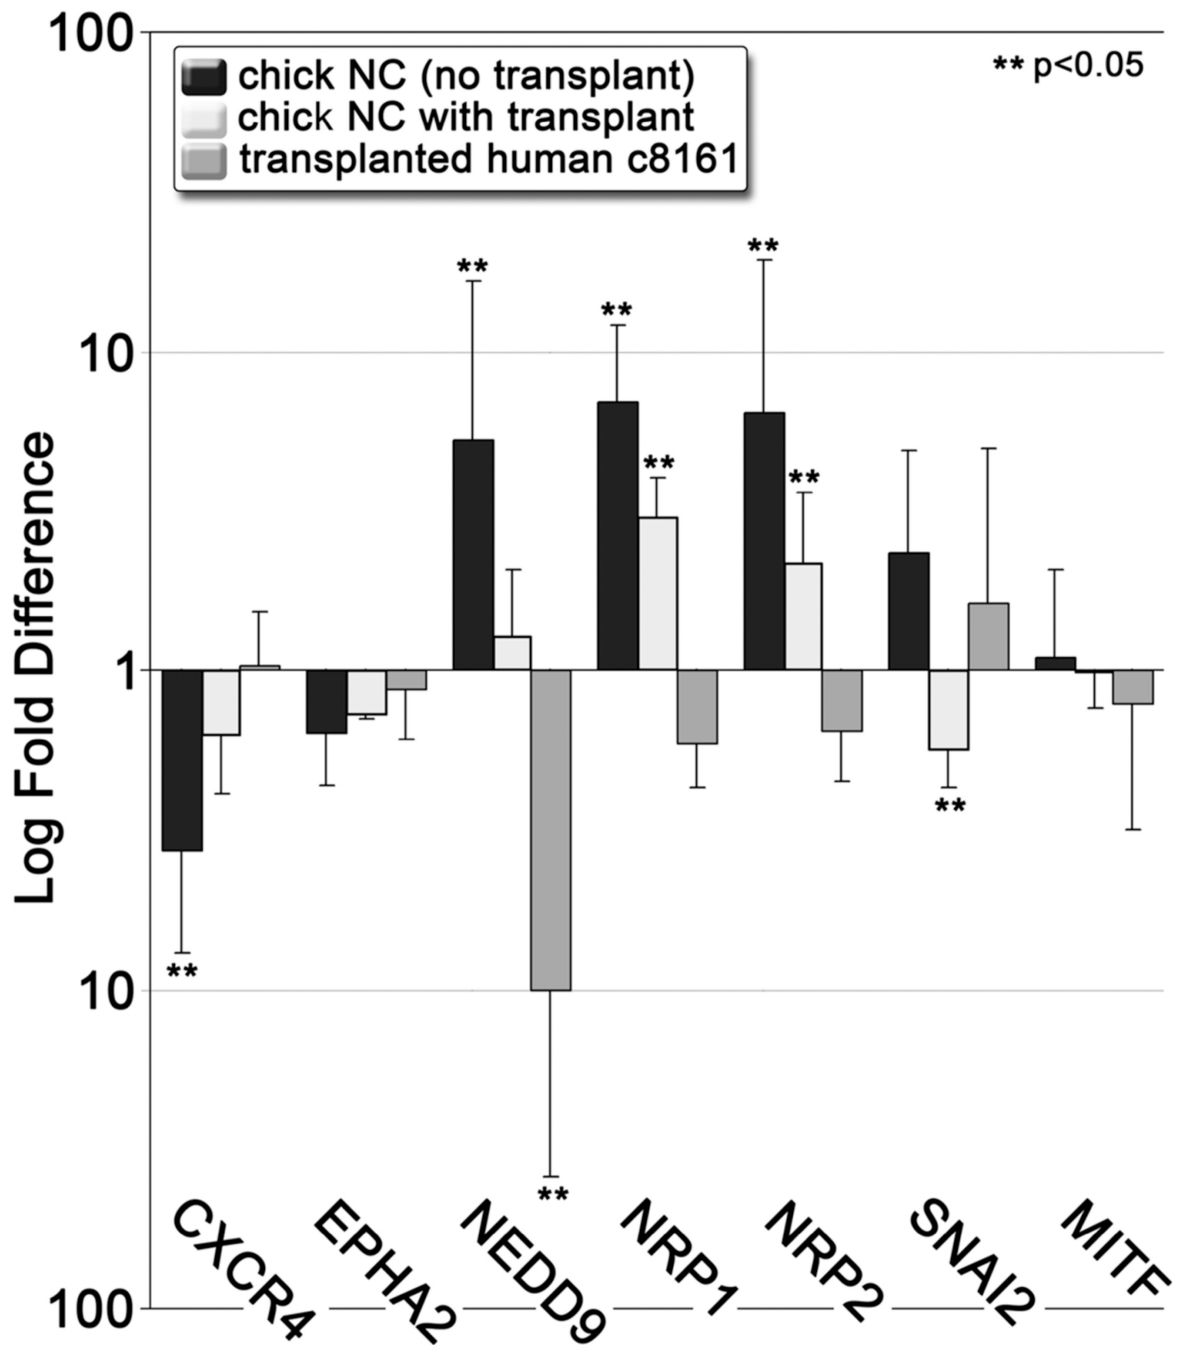 100
chick NC (no transplant)
chick NC with transplant
transplanted human c8161
** p<0.05
**
**
**
10
**
**
Log Fold Difference
1
**
**
10
**
CXCR4
EPHA2
NEDD9
NRP1
NRP2
SNAI2
MITF
100